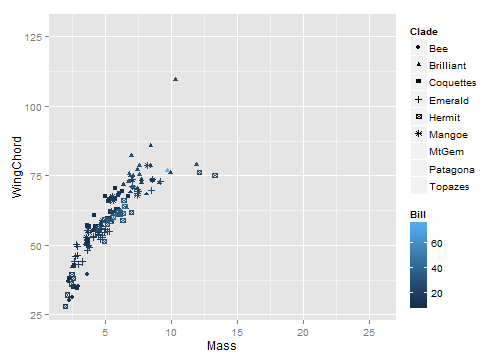 125
100
75
50
25
WingChord
5
10
15
20
25
Mass
Clade
Bee
Brilliant
Coquettes
Emerald
Hermit
Mangoe
MtGem
Patagona
Topazes
Bill
60
40
20